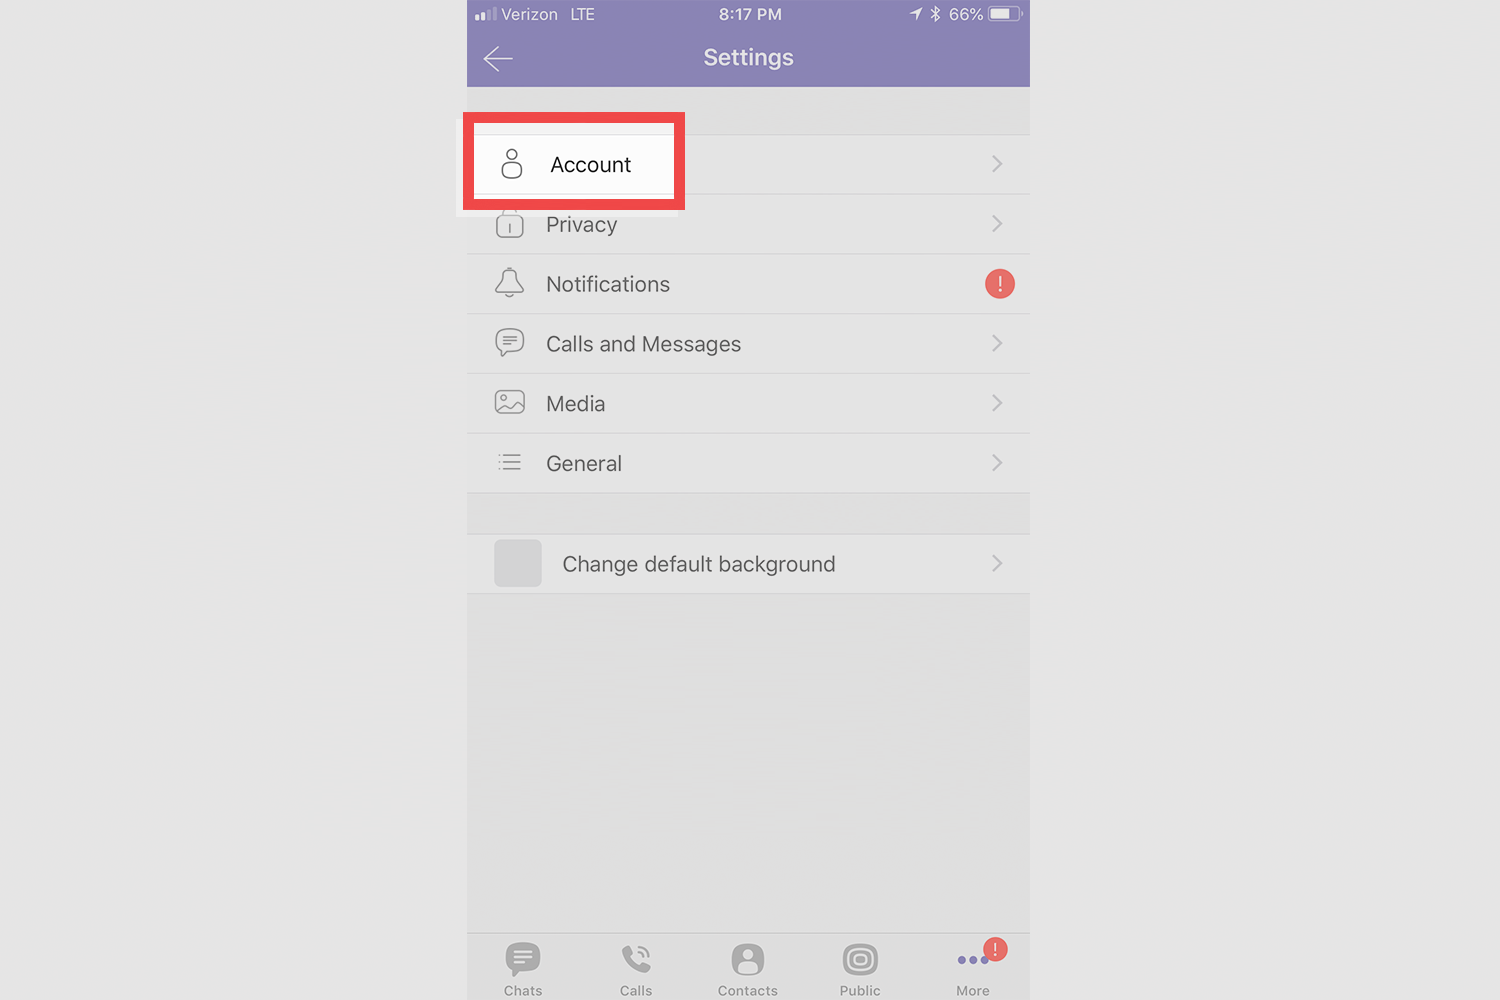 Verizon LTE 8:17 PM 66%
Settings
Account
Privacy
Notifications
!
Calls and Messages
Media
General
Change default background
!
Chats Calls Contacts Public More